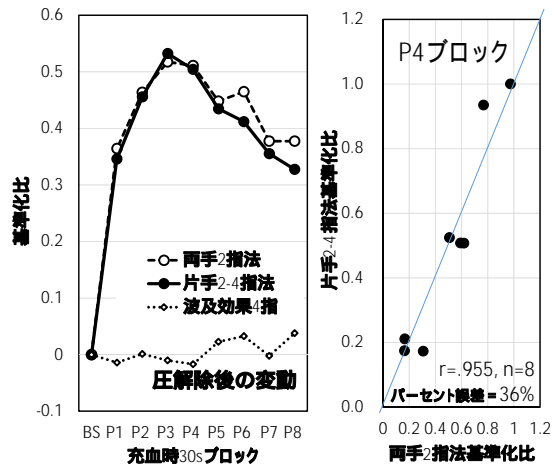 0.6
0.5
0.4
0.3
0.2
0.1
0
-0.1
基準化比
両手2指法
片手2-4指法
波及効果4指
圧解除後の変動
BS P1 P2 P3 P4 P5 P6 P7 P8
充血時30sブロック
1.2
1.0
0.8
0.6
0.4
0.2
0.0
片手2-4指法基準化比
P4ブロック
r=.955, n=8
パーセント誤差=36%
0 0.2 0.4 0.6 0.8 1 1.2
両手2指法基準化比